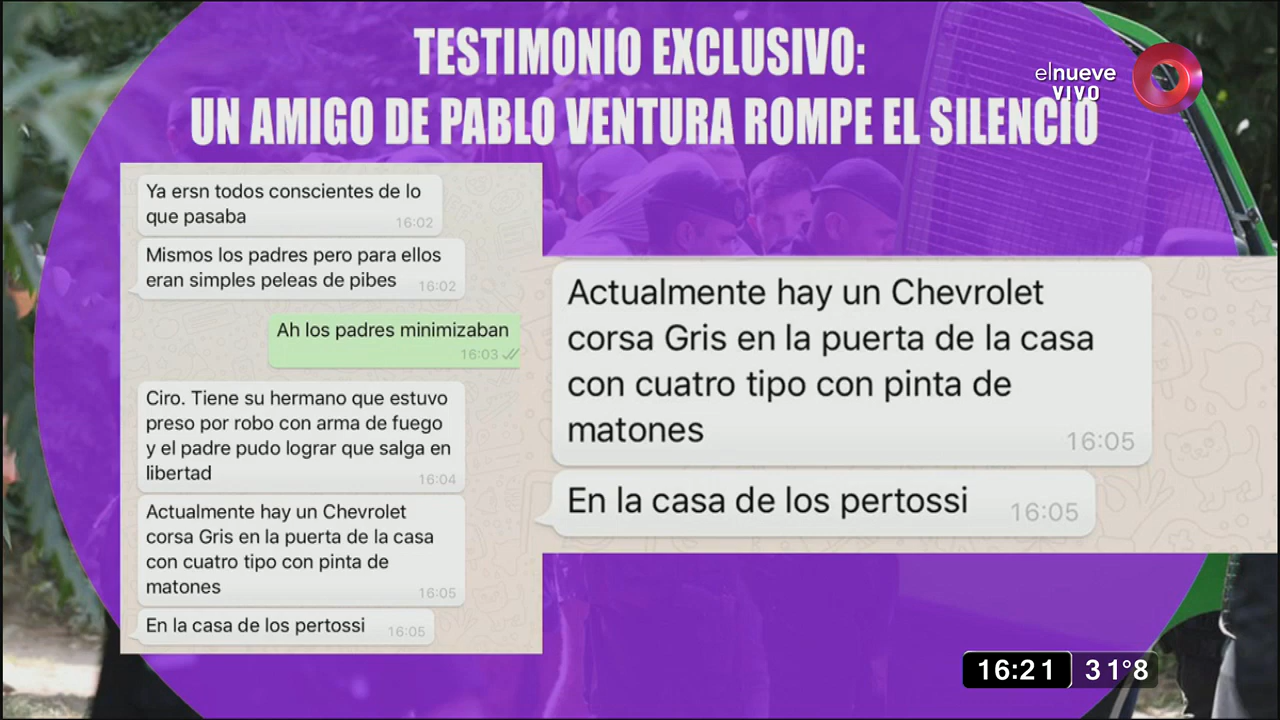 TESTIMONIO EXCLUSIVO:
UN AMIGO DE PABLO VENTURA ROMPE EL SILENCIO
elnueve
VIVO
Ya ersn todos conscientes de lo
que pasaba
16:02
Mismos los padres pero para ellos
eran simples peleas de pibes
16:02
Ah los padres minimizaban
16:03
Ciro. Tiene su hermano que estuvo
preso por robo con arma de fuego
y el padre pudo lograr que salga en
libertad
16:04
Actualmente hay un Chevrolet
corsa Gris en la puerta de la casa
con cuatro tipo con pinta de
matones
16:05
En la casa de los pertossi
16:05
Actualmente hay un Chevrolet
corsa Gris en la puerta de la casa
con cuatro tipo con pinta de
matones
16:05
En la casa de los pertossi
16:05
16:21 31°8